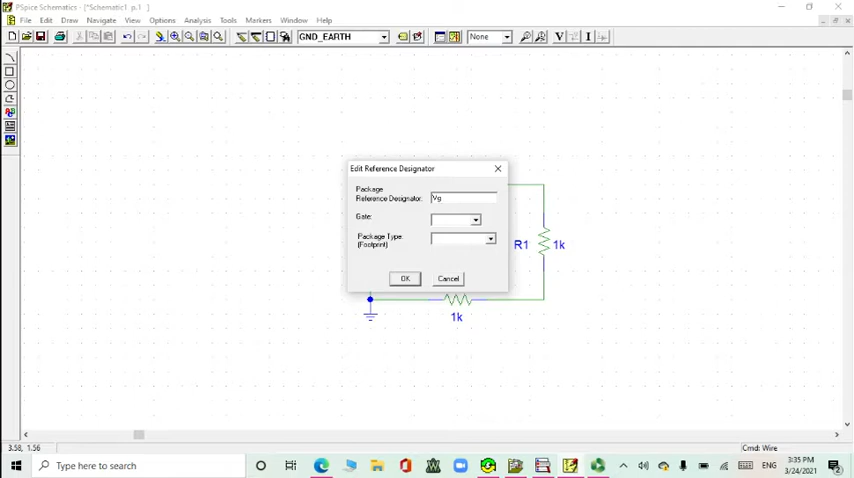 PSpice Schematics - [*Schematic1 p.1 ]
File Edit Draw Navigate View Options Analysis Tools Markers Window Help
GND_EARTH
None
V
I
Edit Reference Designator
Package
Reference Designator:
Vg
Gate:
Package Type:
(Footprint)
OK
Cancel
R1
1k
1k
3.58, 1.56
Cmd: Wire
Type here to search
ENG
3:35 PM
3/24/2021
2